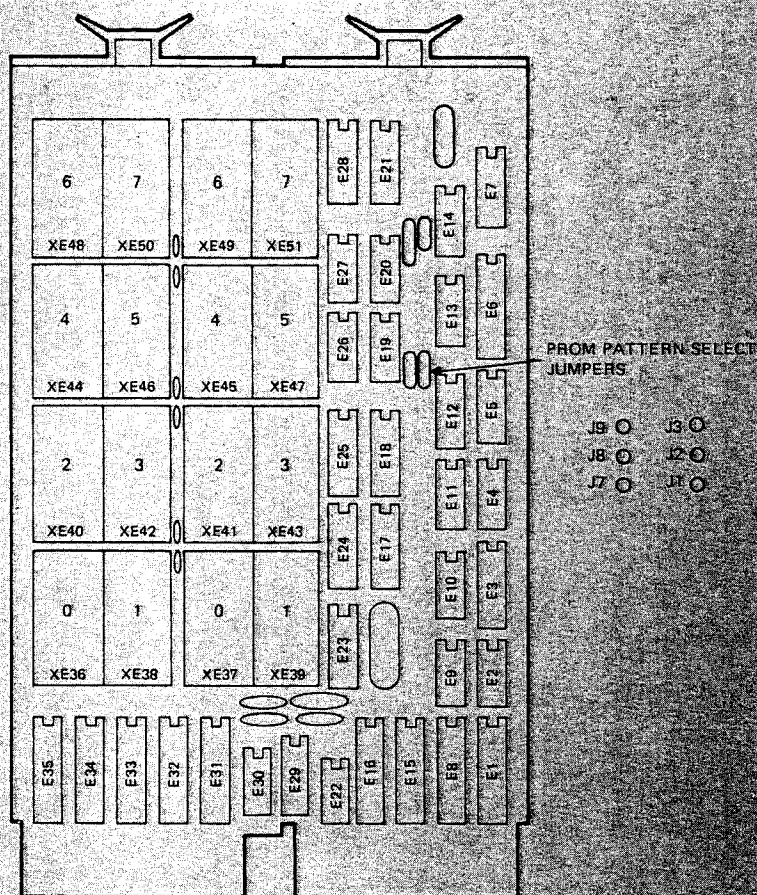 6 7 6 7
XE48 XE50 XE49 XE51
4 5 4 5
XE44 XE46 XE45 XE47
2 3 2 3
XE40 XE42 XE41 XE43
0 1 0 1
XE36 XE38 XE37 XE39
E28 E21
E27 E20
E26 E19
E25 E18
E24 E17
E23
E14 E7
E13 E6
E12 E5
E11 E4
E10 E3
E9 E2
E35 E34 E33 E32 E31 E30 E29 E22 E16 E15 E8 E1
PROM PATTERN SELECT
JUMPERS
J9 J3
J8 J2
J7 J1